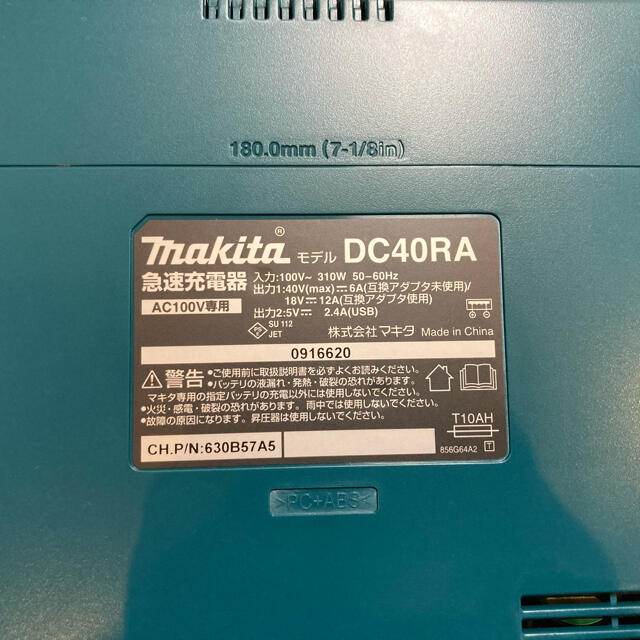 180.0mm (7-1/8in)
makita® モデル DC40RA
急速充電器
AC100V専用
入力:100V~ 310W 50-60Hz
出力1:40V(max)⎓6A(互換アダプタ未使用)/
18V⎓12A(互換アダプタ使用)
出力2:5V⎓ 2.4A(USB)
PS
E
SU 112
JET
株式会社マキタ Made in China
0916620
警告
•ご使用前に取扱説明書を必ずよくお読みください。
•バッテリの液漏れ・発熱・破裂の恐れがあります。
マキタ専用の指定バッテリの充電以外には使用しないでください。
•火災・感電・破裂の恐れがあります。雨中では使用しないでください。
•故障の原因になります。昇圧器は使用しないでください。
T10AH
CH.P/N:630B57A5
856G64A2 T
>PC+ABS<